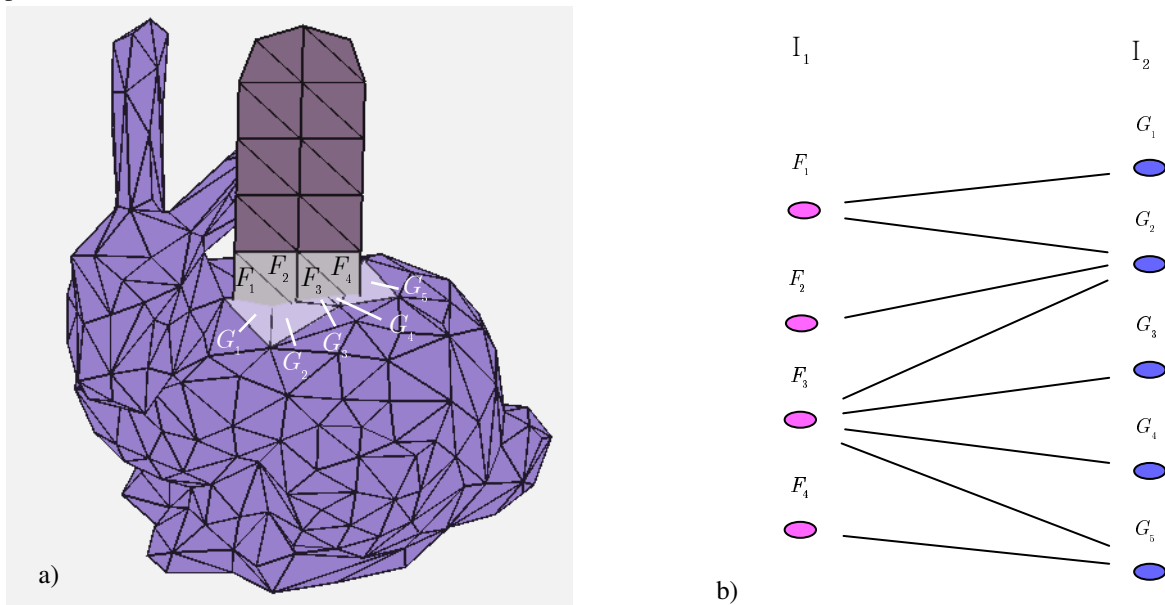 F₁ F₂ F₃ F₄
G₁ G₂ G₃ G₄ G₅
a)
I₁ I₂
F₁
F₂
F₃
F₄
G₁
G₂
G₃
G₄
G₅
b)